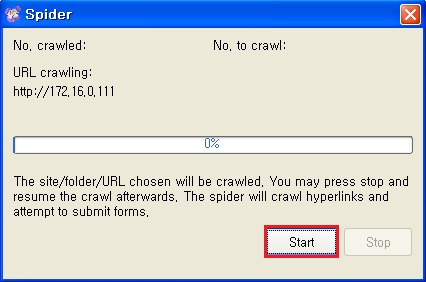 Spider
No. crawled: No. to crawl:
URL crawling:
http://172.16.0.111
0%
The site/folder/URL chosen will be crawled. You may press stop and
resume the crawl afterwards. The spider will crawl hyperlinks and
attempt to submit forms.
Start Stop